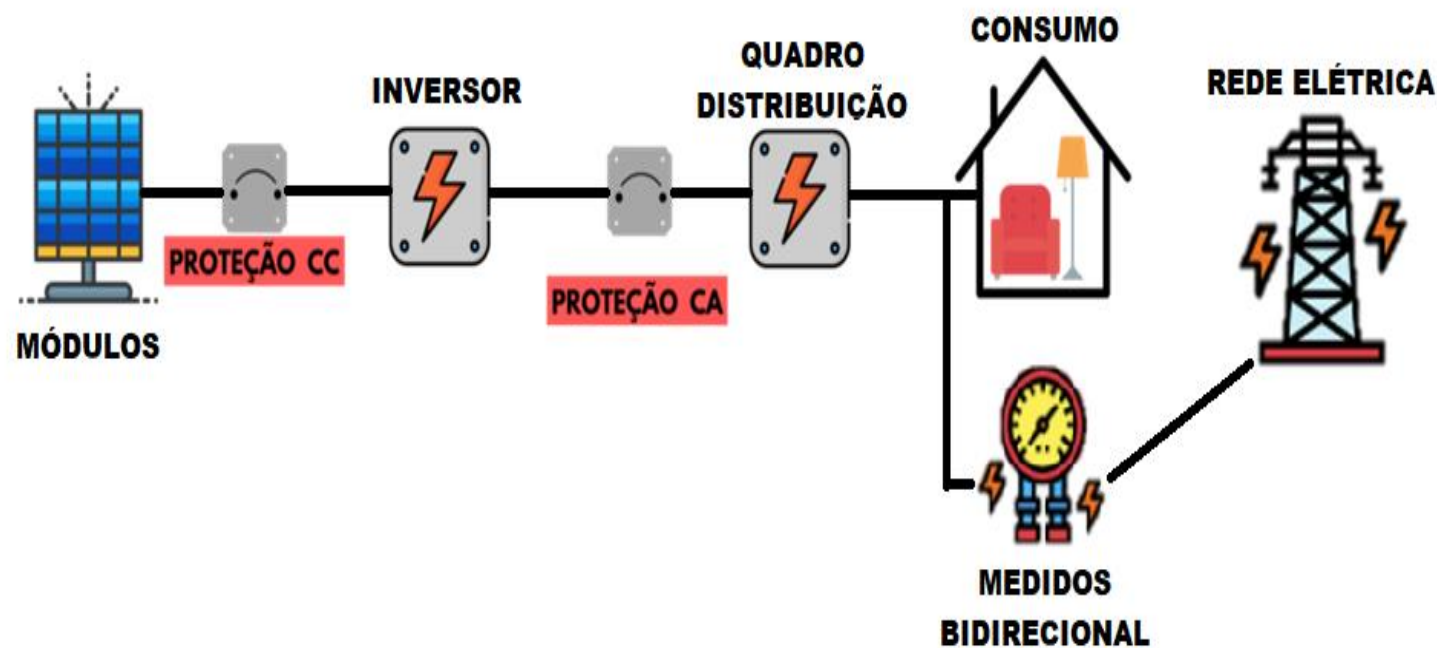 CONSUMO
QUADRO
DISTRIBUIÇÃO
INVERSOR
REDE ELÉTRICA
PROTEÇÃO CC
PROTEÇÃO CA
MÓDULOS
MEDIDOS
BIDIRECIONAL